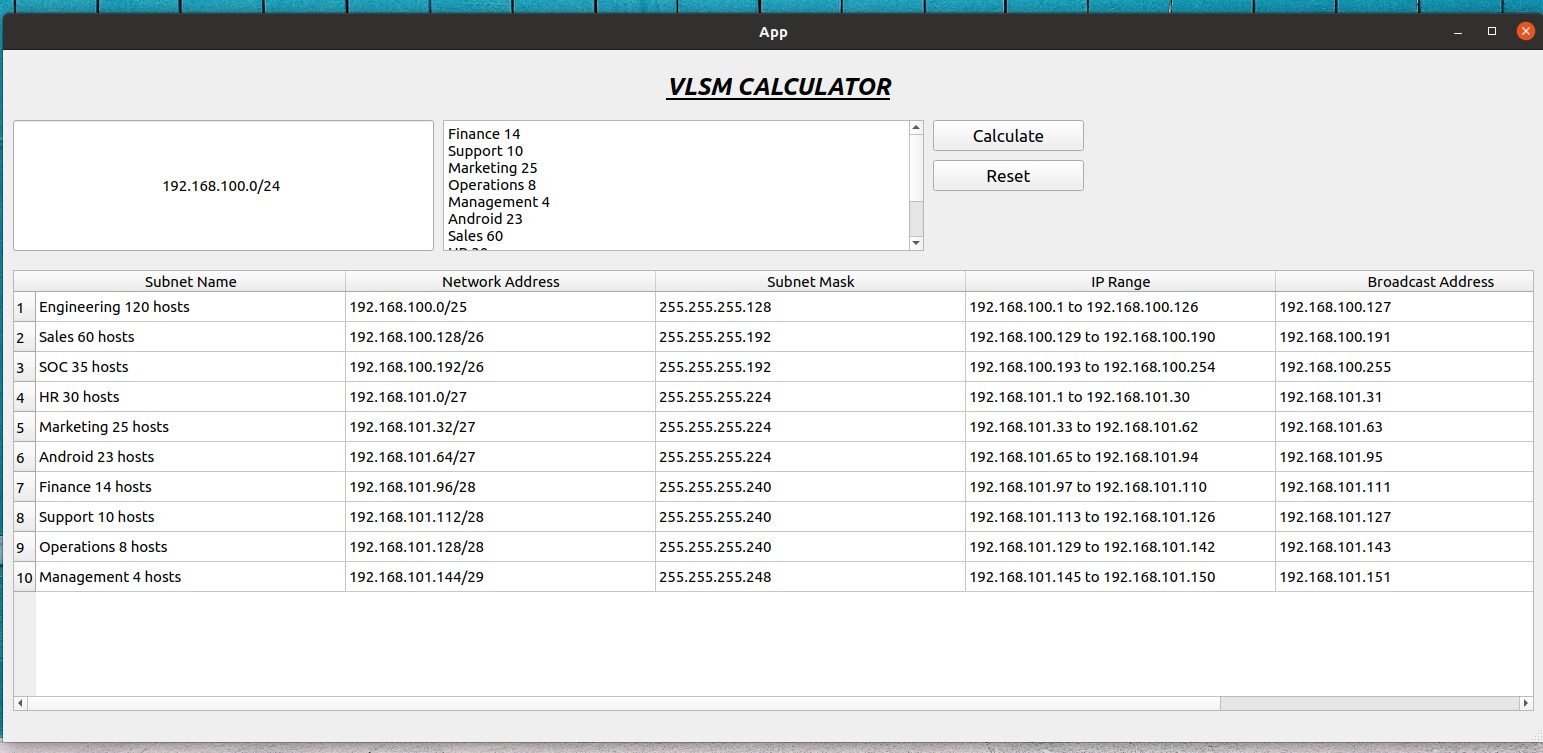 App
VLSM CALCULATOR
192.168.100.0/24
Finance 14
Support 10
Marketing 25
Operations 8
Management 4
Android 23
Sales 60
Calculate
Reset
Subnet Name Network Address Subnet Mask IP Range Broadcast Address
1 Engineering 120 hosts 192.168.100.0/25 255.255.255.128 192.168.100.1 to 192.168.100.126 192.168.100.127
2 Sales 60 hosts 192.168.100.128/26 255.255.255.192 192.168.100.129 to 192.168.100.190 192.168.100.191
3 SOC 35 hosts 192.168.100.192/26 255.255.255.192 192.168.100.193 to 192.168.100.254 192.168.100.255
4 HR 30 hosts 192.168.101.0/27 255.255.255.224 192.168.101.1 to 192.168.101.30 192.168.101.31
5 Marketing 25 hosts 192.168.101.32/27 255.255.255.224 192.168.101.33 to 192.168.101.62 192.168.101.63
6 Android 23 hosts 192.168.101.64/27 255.255.255.224 192.168.101.65 to 192.168.101.94 192.168.101.95
7 Finance 14 hosts 192.168.101.96/28 255.255.255.240 192.168.101.97 to 192.168.101.110 192.168.101.111
8 Support 10 hosts 192.168.101.112/28 255.255.255.240 192.168.101.113 to 192.168.101.126 192.168.101.127
9 Operations 8 hosts 192.168.101.128/28 255.255.255.240 192.168.101.129 to 192.168.101.142 192.168.101.143
10 Management 4 hosts 192.168.101.144/29 255.255.255.248 192.168.101.145 to 192.168.101.150 192.168.101.151